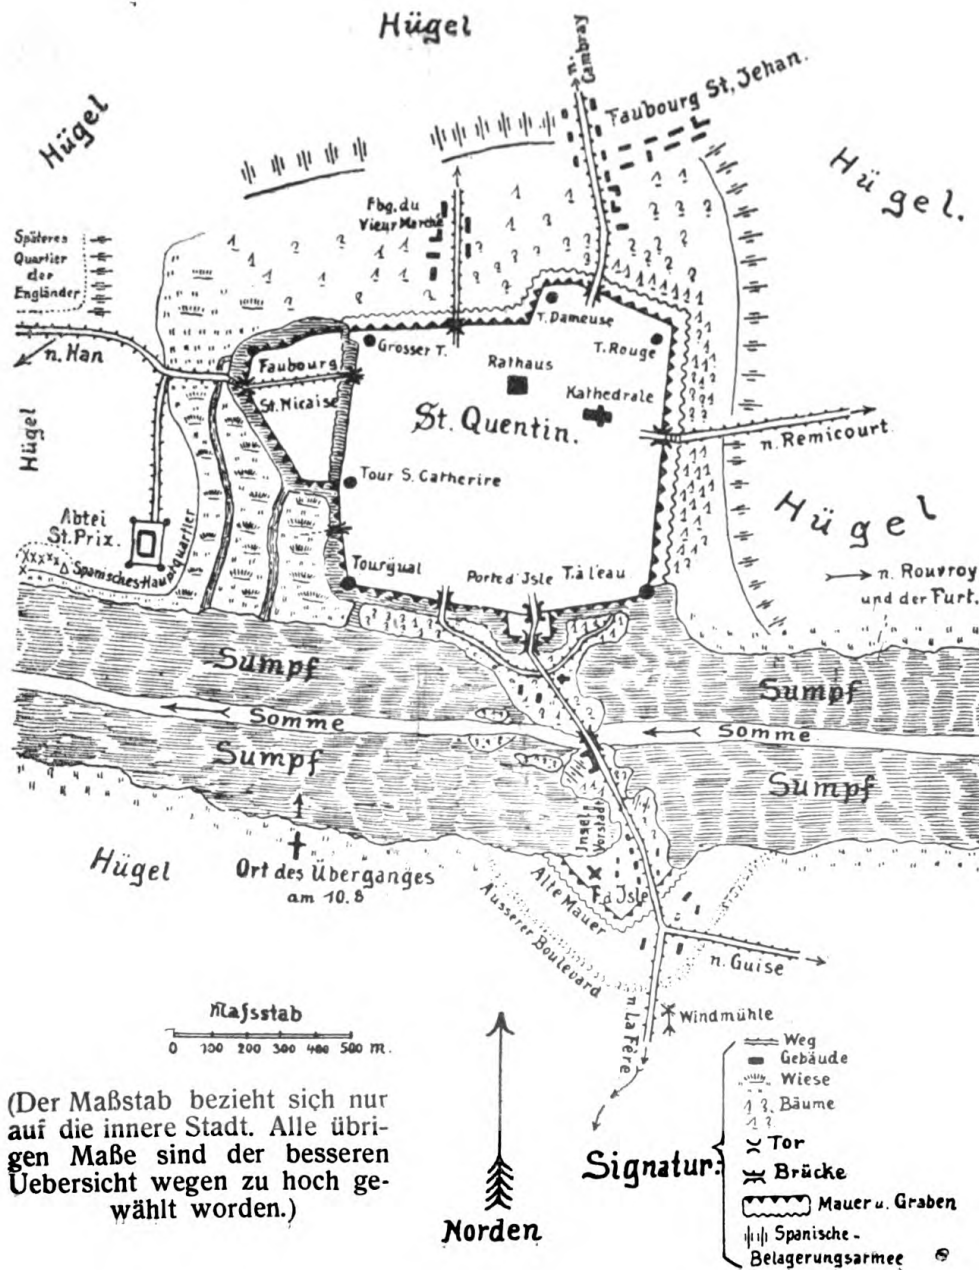 Hügel
Hügel
n. Cambray
Faubourg St. Jehan.
Hügel.
Fbg. du
Vieux Marché
Späteres
Quartier
der
Engländer
n. Han
Faubourg
St. Nicaise
Grosser T.
T. Dameuse
T. Rouge
Rathaus
Kathedrale
St. Quentin.
n. Remicourt.
Hügel
Tour S. Catherire
Abtei
St. Prix.
Spanisches-Hauptquartier
Hügel
n. Rouvroy
und der Furt.
Porte d'Isle
T. à l'eau
Sumpf
Sumpf
Somme
Somme
Sumpf
Sumpf
Insel-
Vorstadt
Hügel
Ort des Überganges
am 10.8
Alte Mauer
F. d'Isle
Äusserer Boulevard
n. Guise
n. La Fère
Windmühle
Maſsstab
0 100 200 300 400 500 m.
(Der Maßstab bezieht sich nur
auf die innere Stadt. Alle übri-
gen Maße sind der besseren
Uebersicht wegen zu hoch ge-
wählt worden.)
Norden
Signatur:
Weg
Gebäude
Wiese
Bäume
Tor
Brücke
Mauer u. Graben
Spanische-
Belagerungsarmee